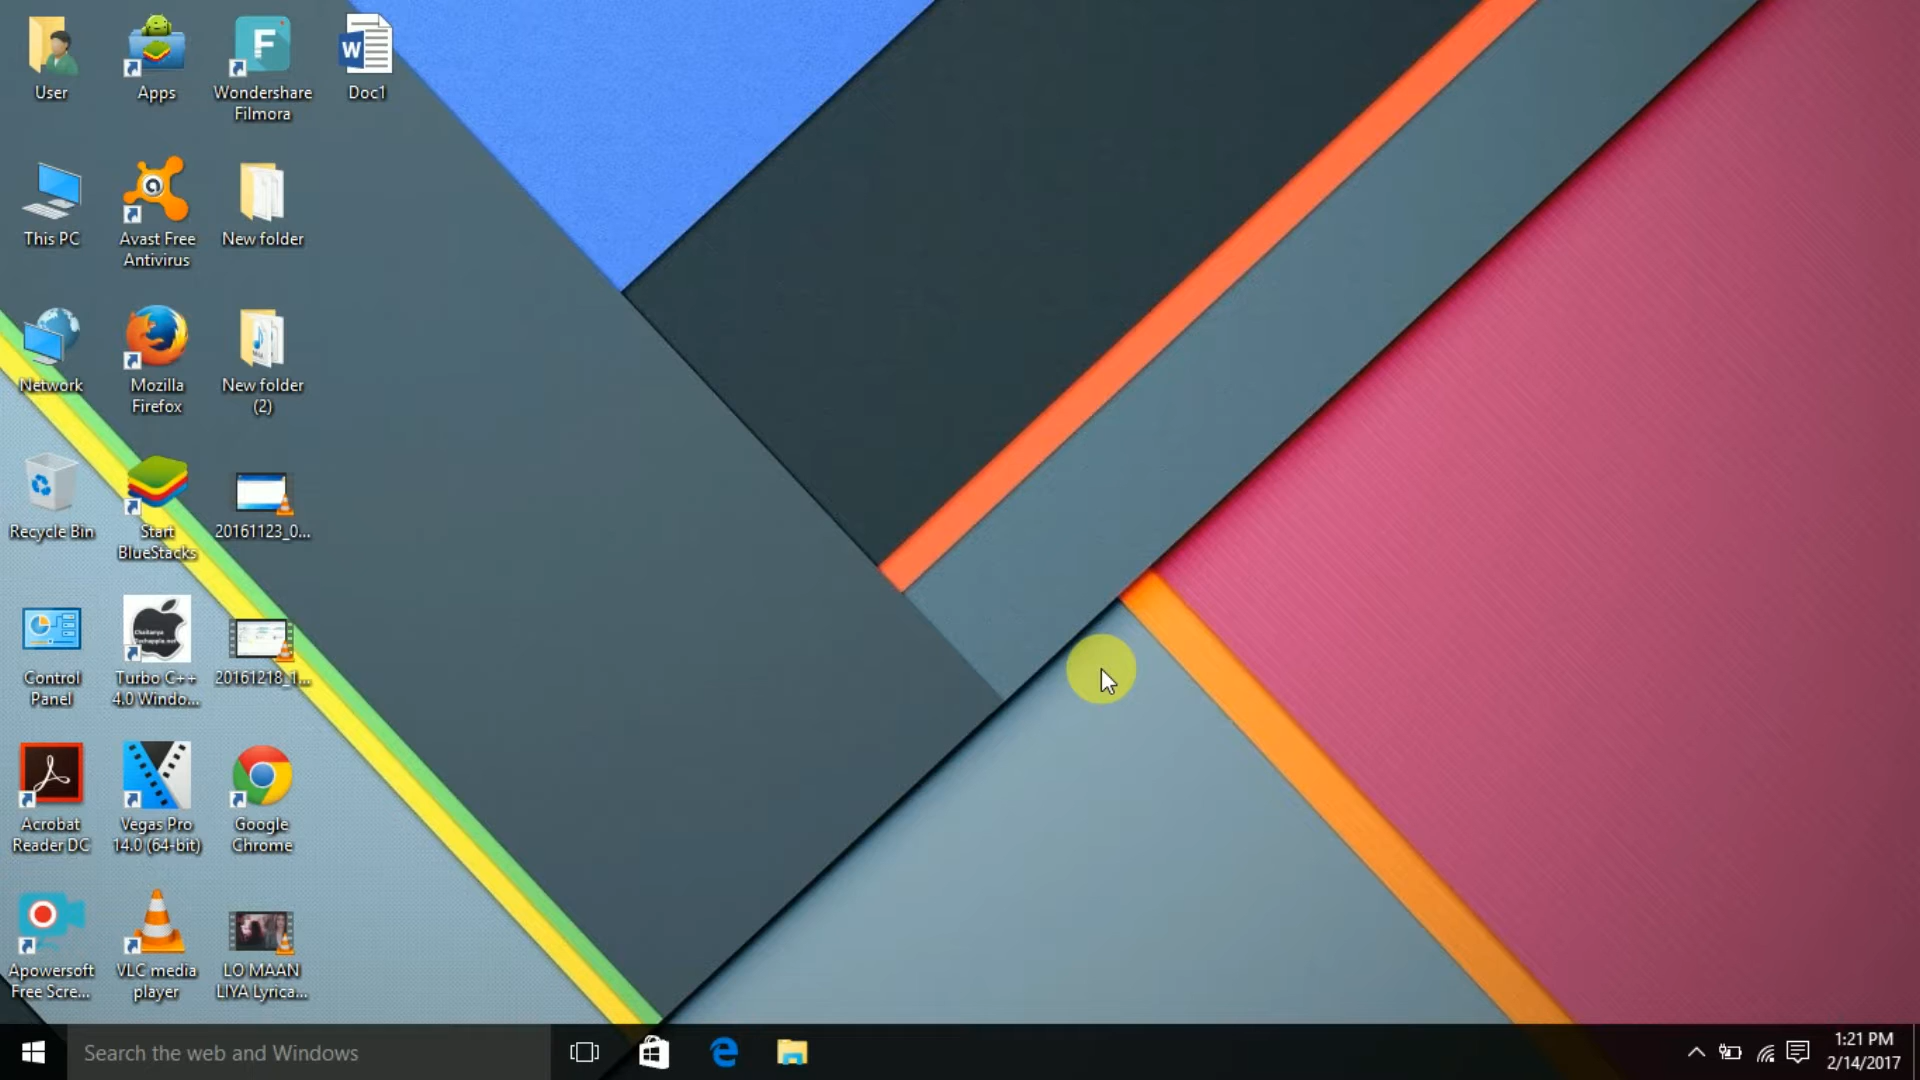 User
Apps
Wondershare
Filmora
Doc1
This PC
Avast Free
Antivirus
New folder
Network
Mozilla
Firefox
New folder
(2)
Recycle Bin
Start
BlueStacks
20161123_0...
Control
Panel
Turbo C++
4.0 Windo...
20161218_1...
Acrobat
Reader DC
Vegas Pro
14.0 (64-bit)
Google
Chrome
Apowersoft
Free Scre...
VLC media
player
LO MAAN
LIYA Lyrica...
Search the web and Windows
1:21 PM
2/14/2017